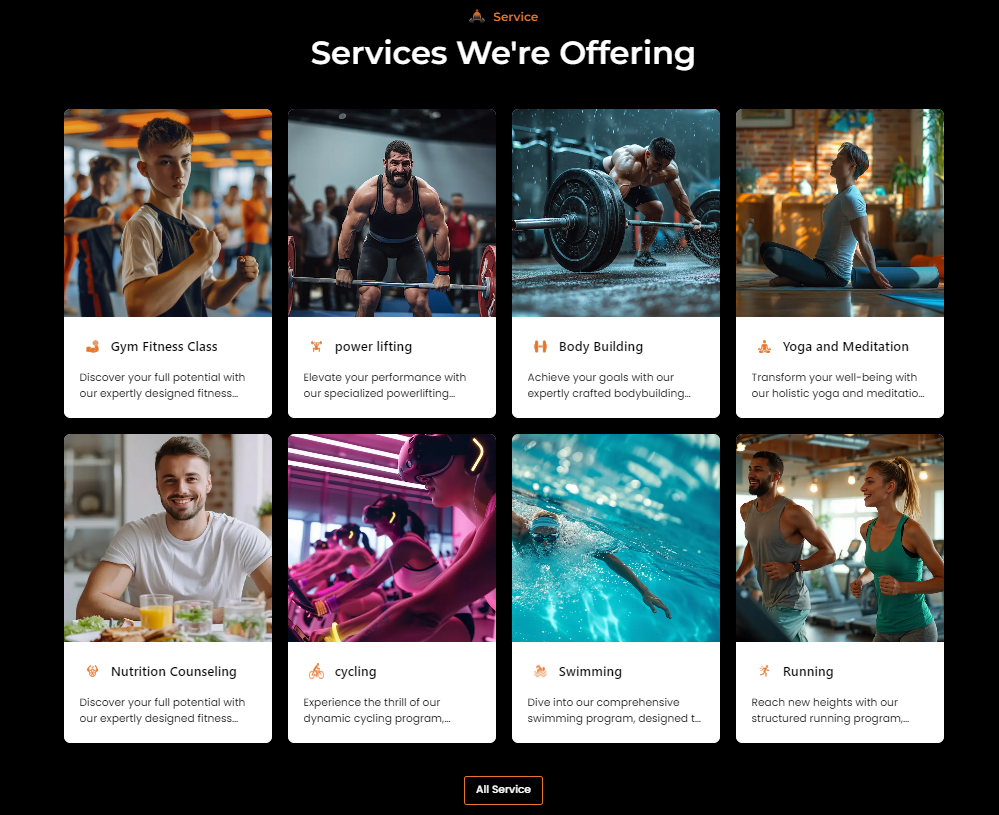 Service
Services We're Offering
Gym Fitness Class
Discover your full potential with
our expertly designed fitness...
power lifting
Elevate your performance with
our specialized powerlifting...
Body Building
Achieve your goals with our
expertly crafted bodybuilding...
Yoga and Meditation
Transform your well-being with
our holistic yoga and meditatio...
Nutrition Counseling
Discover your full potential with
our expertly designed fitness...
cycling
Experience the thrill of our
dynamic cycling program,...
Swimming
Dive into our comprehensive
swimming program, designed t...
Running
Reach new heights with our
structured running program,...
All Service